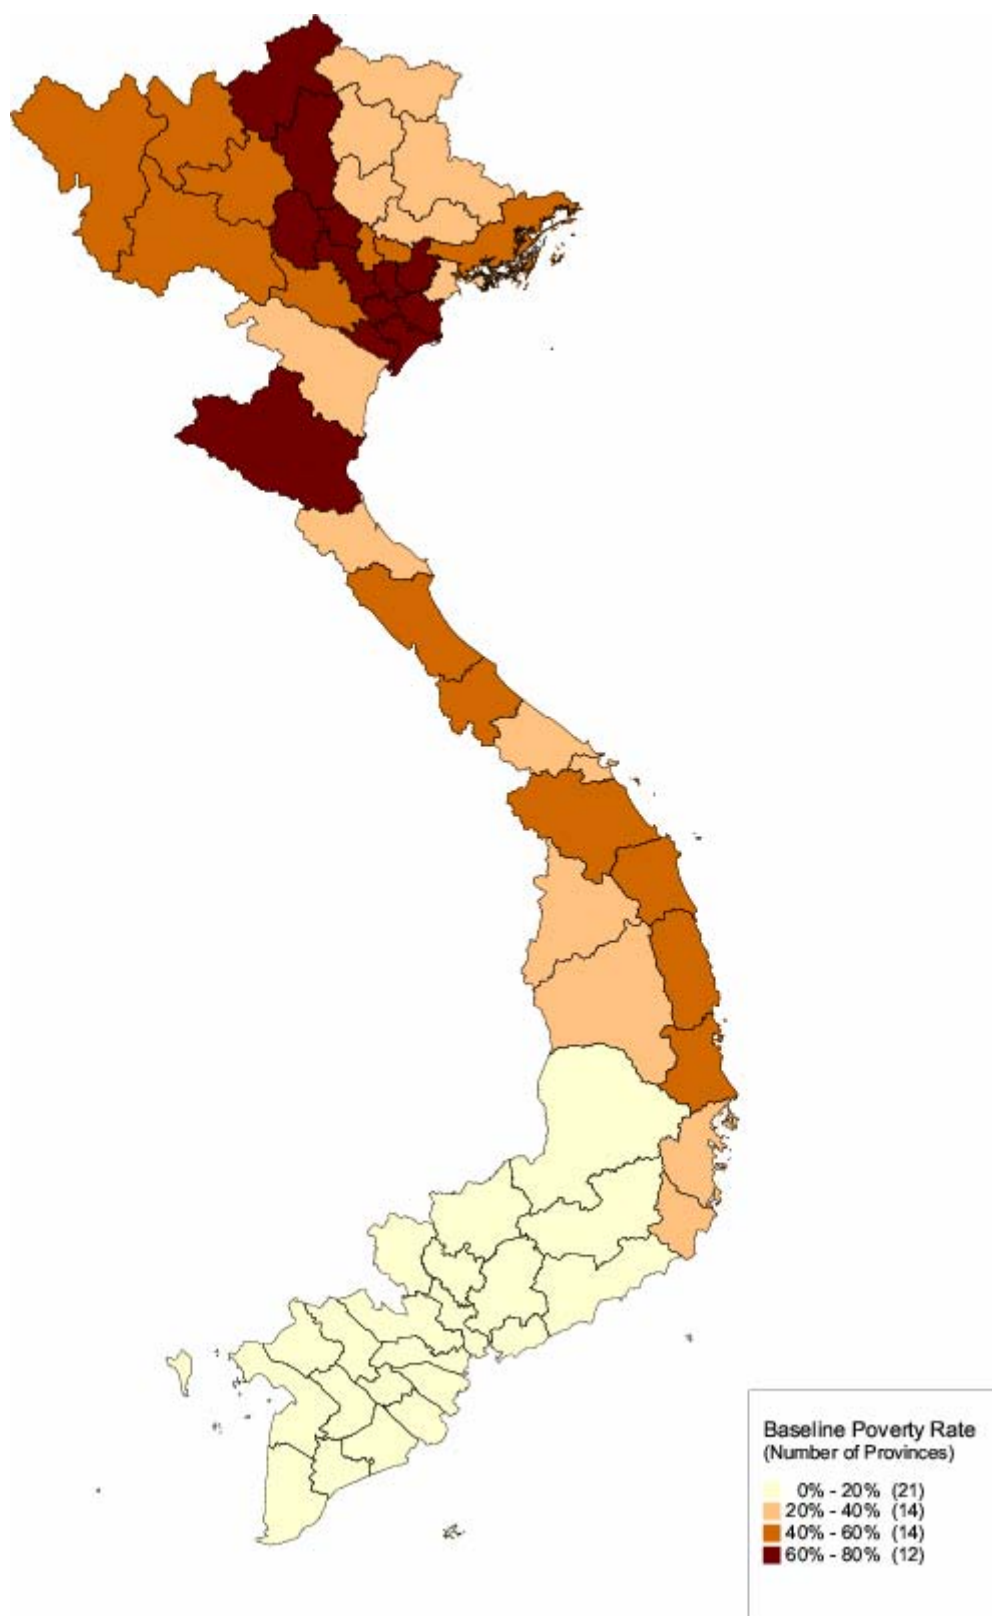 Baseline Poverty Rate
(Number of Provinces)
0% - 20% (21)
20% - 40% (14)
40% - 60% (14)
60% - 80% (12)